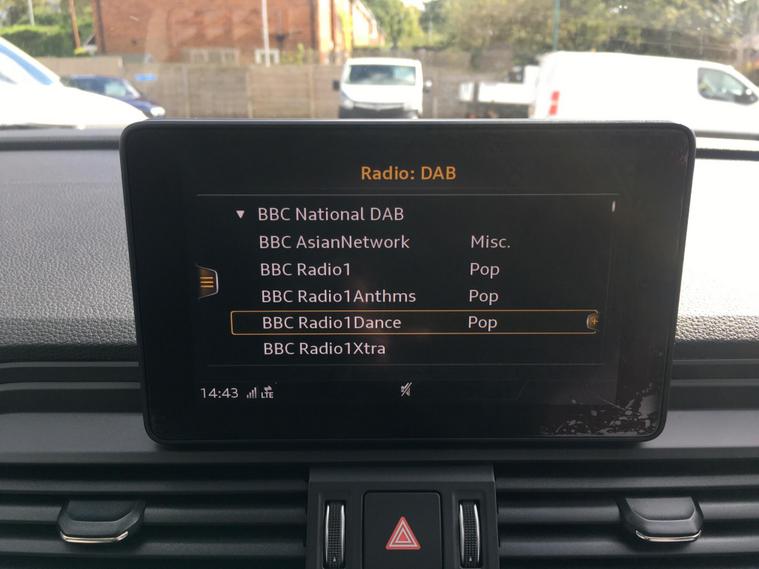 Radio: DAB
BBC National DAB
BBC AsianNetwork Misc.
BBC Radio1 Pop
BBC Radio1Anthms Pop
BBC Radio1Dance Pop
BBC Radio1Xtra
14:43 LTE